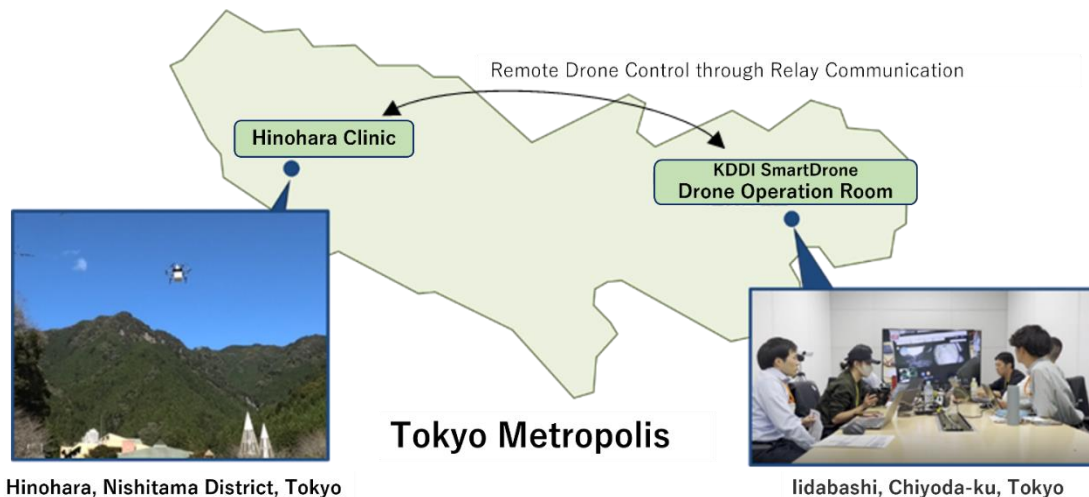 Remote Drone Control through Relay Communication
Hinohara Clinic
KDDI SmartDrone
Drone Operation Room
Tokyo Metropolis
Hinohara, Nishitama District, Tokyo
Iidabashi, Chiyoda-ku, Tokyo